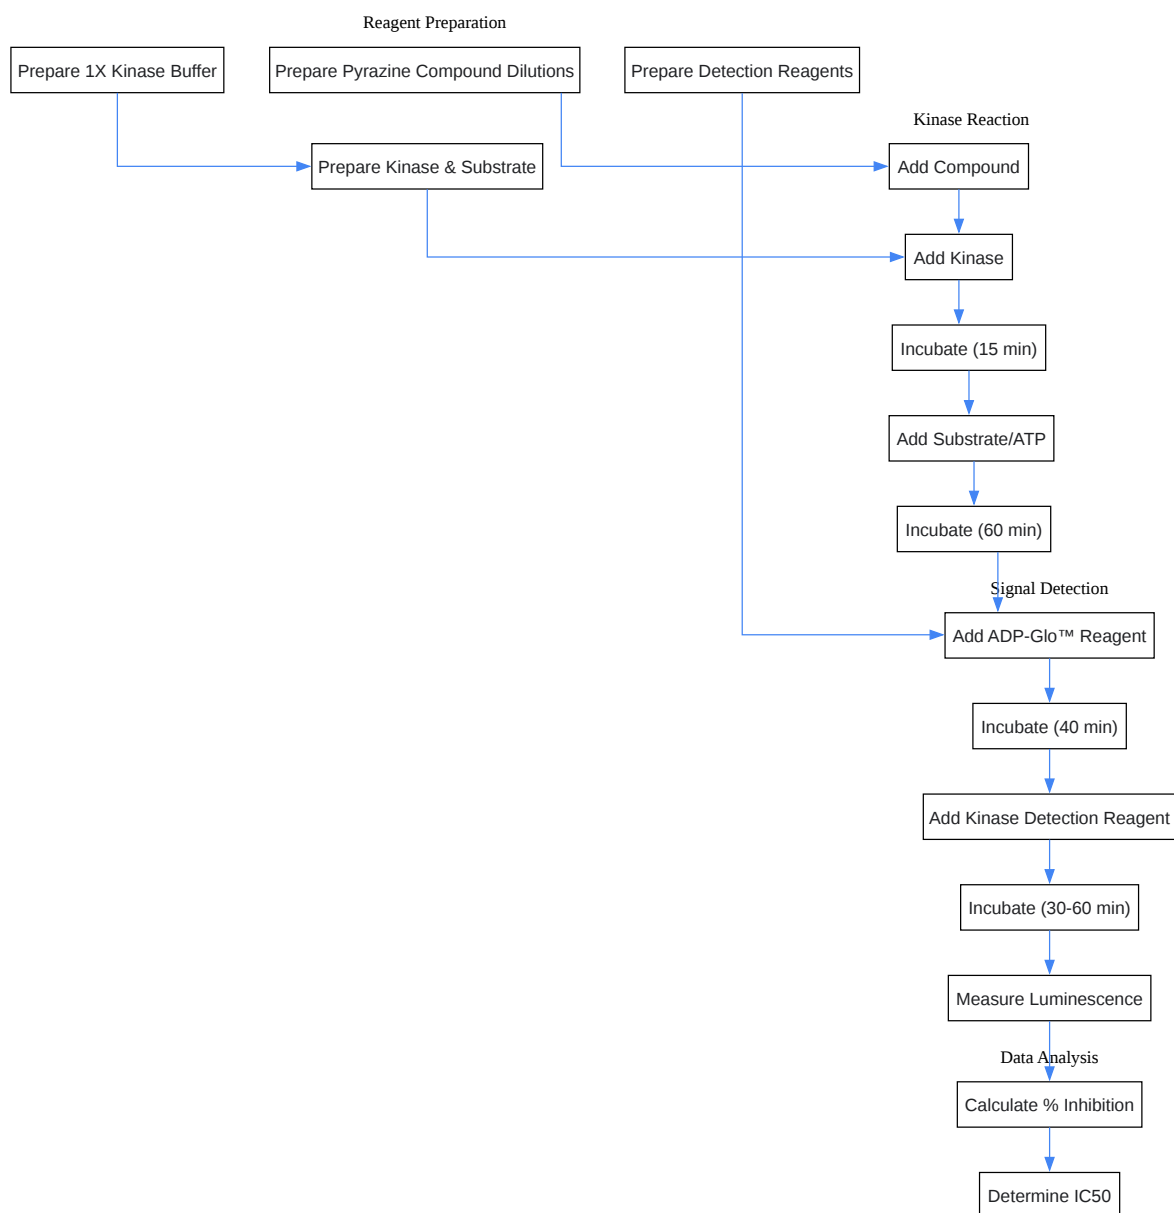 Reagent Preparation
Prepare 1X Kinase Buffer
Prepare Pyrazine Compound Dilutions
Prepare Detection Reagents
Kinase Reaction
Prepare Kinase & Substrate
Add Compound
Add Kinase
Incubate (15 min)
Add Substrate/ATP
Incubate (60 min)
Signal Detection
Add ADP-Glo™ Reagent
Incubate (40 min)
Add Kinase Detection Reagent
Incubate (30-60 min)
Measure Luminescence
Data Analysis
Calculate % Inhibition
Determine IC50